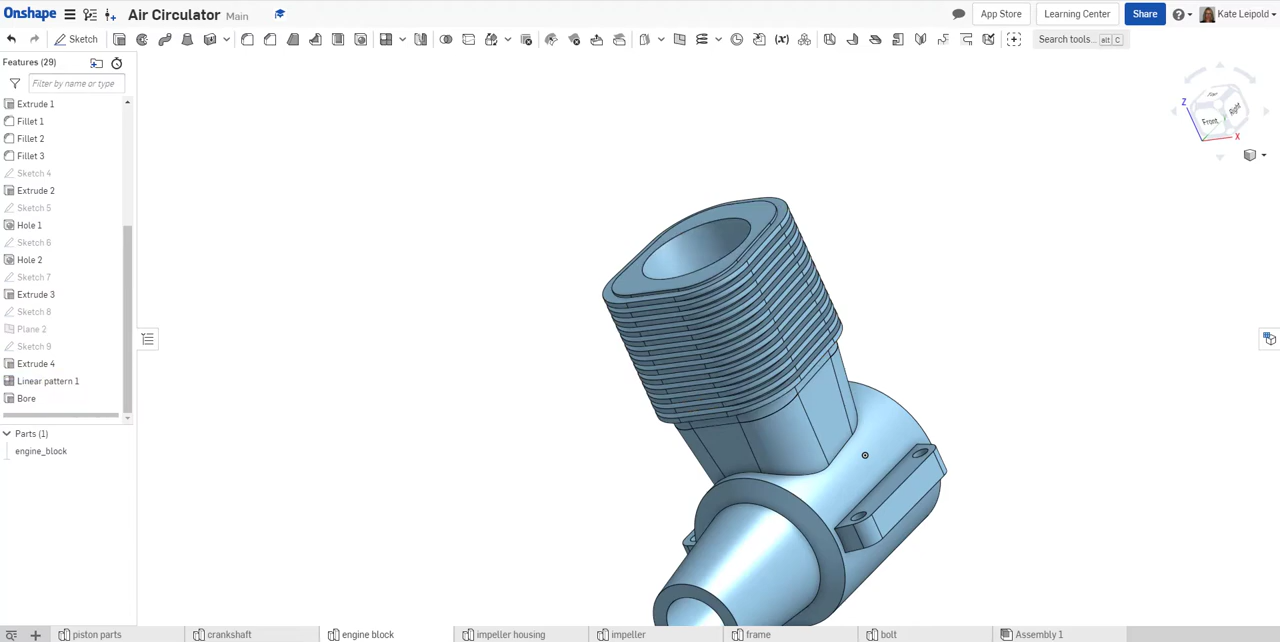 Onshape Air Circulator Main App Store Learning Center Share Kate Leipold
Sketch Search tools... alt C
Features (29)
Filter by name or type
Extrude 1
Fillet 1
Fillet 2
Fillet 3
Sketch 4
Extrude 2
Sketch 5
Hole 1
Sketch 6
Hole 2
Sketch 7
Extrude 3
Sketch 8
Plane 2
Sketch 9
Extrude 4
Linear pattern 1
Bore
Parts (1)
engine_block
Z
Front
Right
X
piston parts crankshaft engine block impeller housing impeller frame bolt Assembly 1